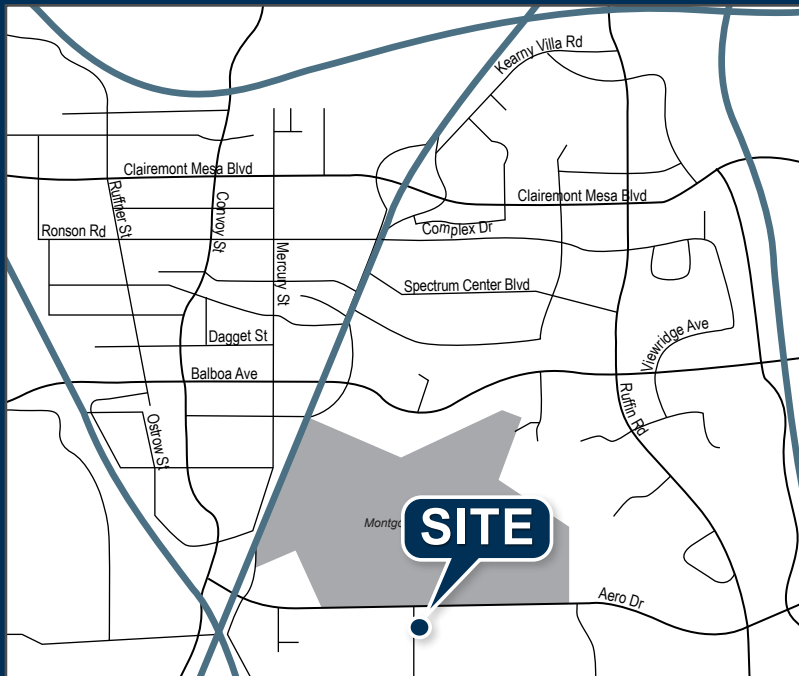 Kearny Villa Rd
Clairemont Mesa Blvd
Clairemont Mesa Blvd
Ruffner St
Convoy St
Ronson Rd
Complex Dr
Mercury St
Spectrum Center Blvd
Dagget St
Viewridge Ave
Balboa Ave
Ruffin Rd
Ostrow St
SITE
Aero Dr